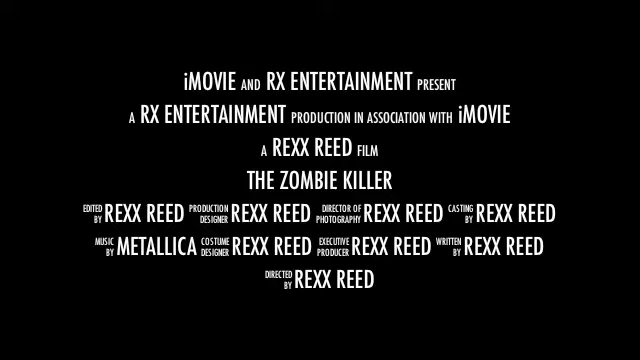 iMOVIE AND RX ENTERTAINMENT PRESENT
A RX ENTERTAINMENT PRODUCTION IN ASSOCIATION WITH iMOVIE
A REXX REED FILM
THE ZOMBIE KILLER
EDITED BY REXX REED PRODUCTION DESIGNER REXX REED DIRECTOR OF PHOTOGRAPHY REXX REED CASTING BY REXX REED
MUSIC BY METALLICA COSTUME DESIGNER REXX REED EXECUTIVE PRODUCER REXX REED WRITTEN BY REXX REED
DIRECTED BY REXX REED